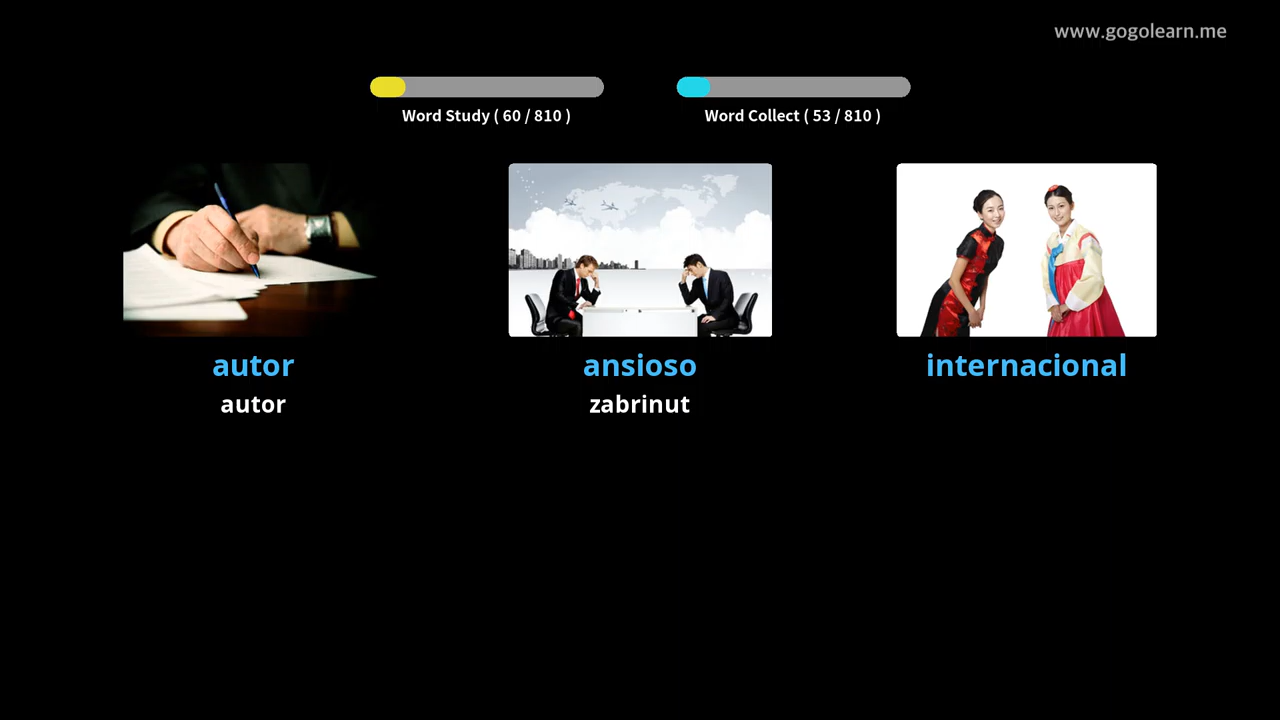 www.gogolearn.me
Word Study ( 60 / 810 )
Word Collect ( 53 / 810 )
autor
ansioso
internacional
autor
zabrinut